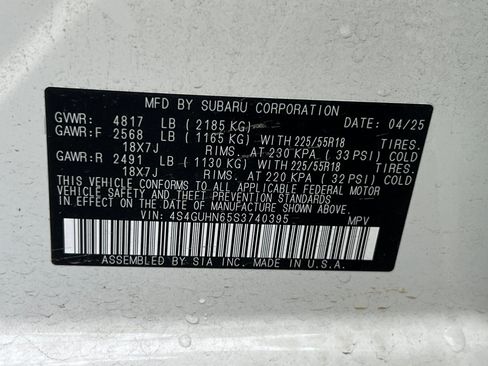 MFD BY SUBARU CORPORATION
GVWR: 4817 LB (2185 KG) DATE: 04/25
GAWR:F 2568 LB (1165 KG) WITH 225/55R18 TIRES.
18X7J RIMS. AT 230 KPA ( 33 PSI) COLD
GAWR:R 2491 LB (1130 KG) WITH 225/55R18 TIRES.
18X7J RIMS. AT 220 KPA ( 32 PSI) COLD
THIS VEHICLE CONFORMS TO ALL APPLICABLE FEDERAL MOTOR
VEHICLE SAFETY AND THEFT PREVENTION STANDARDS
IN EFFECT ON THE DATE OF MANUFACTURE SHOWN ABOVE.
VIN: 4S4GUHN65S3740395 MPV
ASSEMBLED BY SIA INC. MADE IN U.S.A.